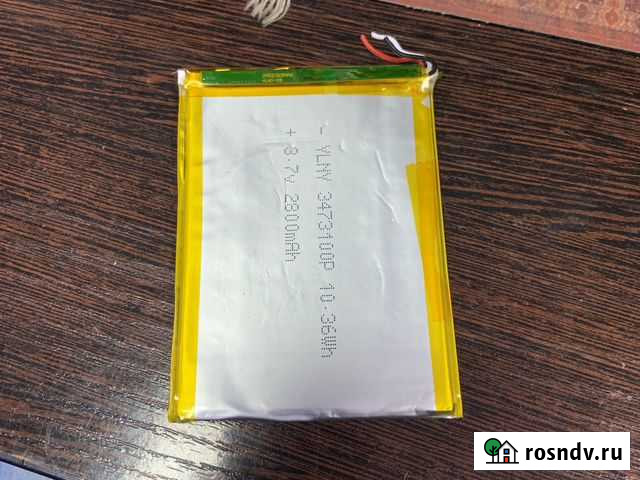 - YLNY 3473100P 10.36Wh
+ 3.7v 2800mAh
rosndv.ru